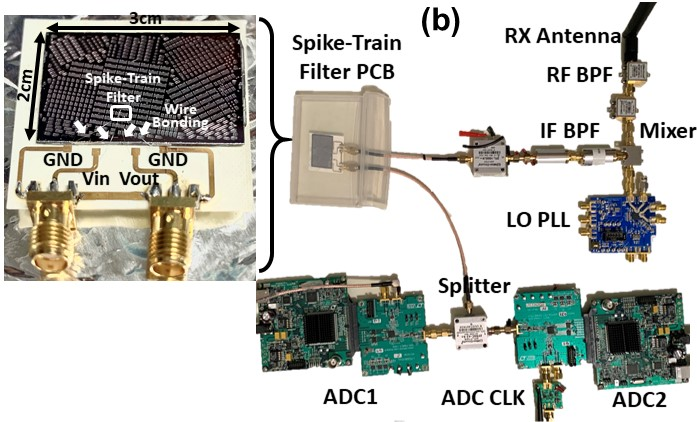 (b)
3cm
2cm
Spike-Train
Filter
Wire
Bonding
GND
GND
Vin
Vout
Spike-Train
Filter PCB
RX Antenna
RF BPF
IF BPF
Mixer
LO PLL
Splitter
ADC1
ADC CLK
ADC2